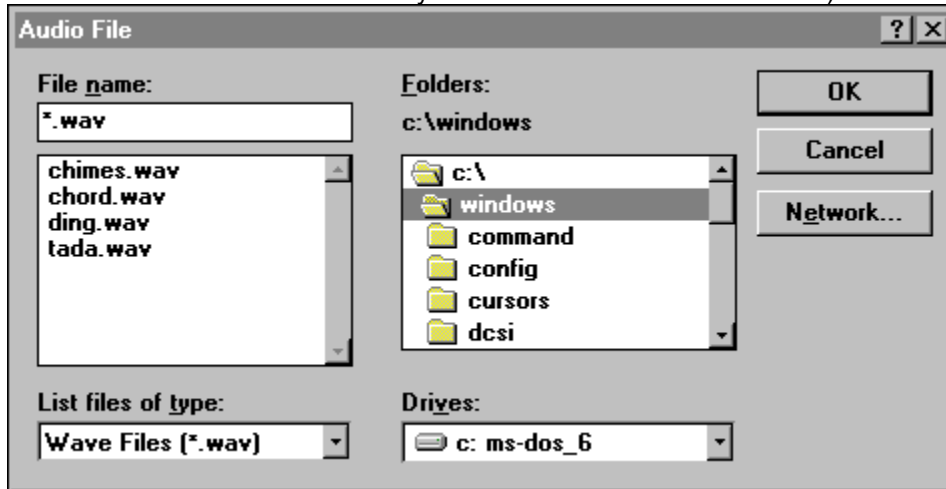 Audio File
File name:
*.wav
chimes.wav
chord.wav
ding.wav
tada.wav
List files of type:
Wave Files (*.wav)
Folders:
c:\windows
c:\
windows
command
config
cursors
dcsi
Drives:
c: ms-dos_6
OK
Cancel
Network...